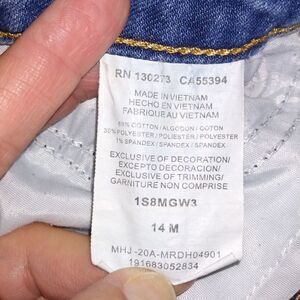 RN 130273 CA55394
MADE IN VIETNAM
HECHO EN VIETNAM
FABRIQUE AU VIETNAM
69% COTTON / ALGODON / COTON
30% POLYESTER / POLIESTER / POLYESTER
1% SPANDEX / SPANDEX / SPANDEX
EXCLUSIVE OF DECORATION/
EXCEPTO DECORACION/
EXCLUSIVE OF TRIMMING/
GARNITURE NON COMPRISE
1S8MGW3
14 M
MHJ-20A-MRDH04901
191683052834